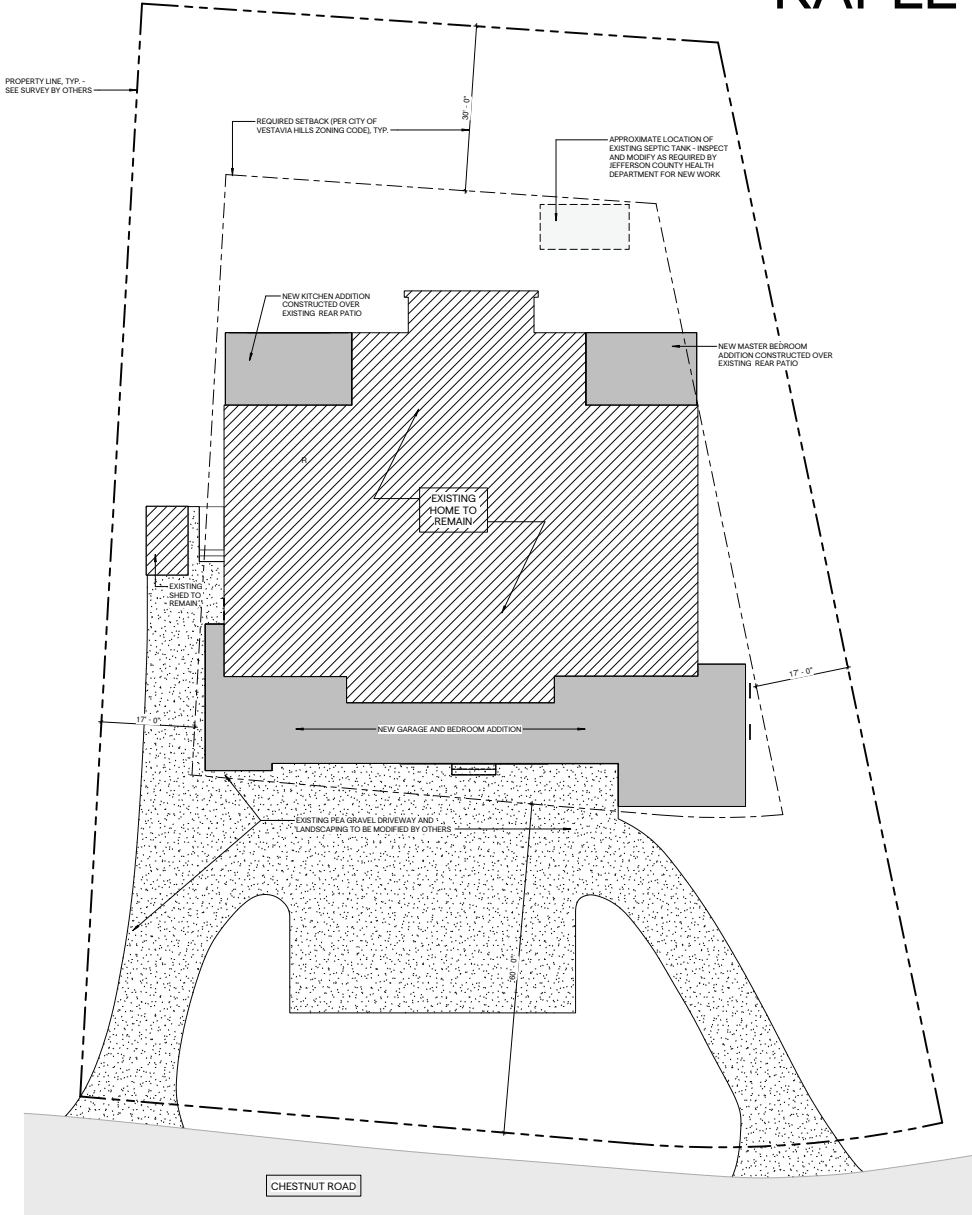 PROPERTY LINE, TYP. -
SEE SURVEY BY OTHERS
30' - 0"
REQUIRED SETBACK (PER CITY OF
VESTAVIA HILLS ZONING CODE), TYP.
APPROXIMATE LOCATION OF
EXISTING SEPTIC TANK - INSPECT
AND MODIFY AS REQUIRED BY
JEFFERSON COUNTY HEALTH
DEPARTMENT FOR NEW WORK
NEW KITCHEN ADDITION
CONSTRUCTED OVER
EXISTING REAR PATIO
NEW MASTER BEDROOM
ADDITION CONSTRUCTED OVER
EXISTING REAR PATIO
R
EXISTING
HOME TO
REMAIN
EXISTING
SHED TO
REMAIN
17' - 0"
17' - 0"
NEW GARAGE AND BEDROOM ADDITION
EXISTING PEA GRAVEL DRIVEWAY AND
LANDSCAPING TO BE MODIFIED BY OTHERS
60' - 0"
CHESTNUT ROAD